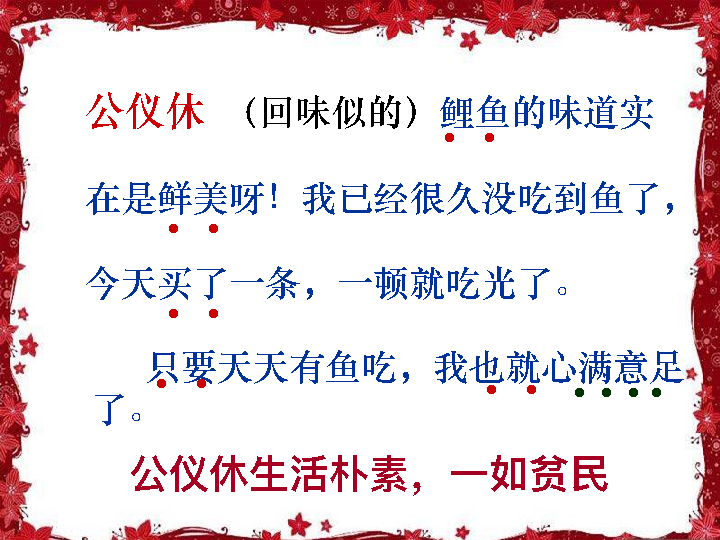 公仪休 （回味似的）鲤鱼的味道实
在是鲜美呀！我已经很久没吃到鱼了，
今天买了一条，一顿就吃光了。
只要天天有鱼吃，我也就心满意足
了。
公仪休生活朴素，一如贫民